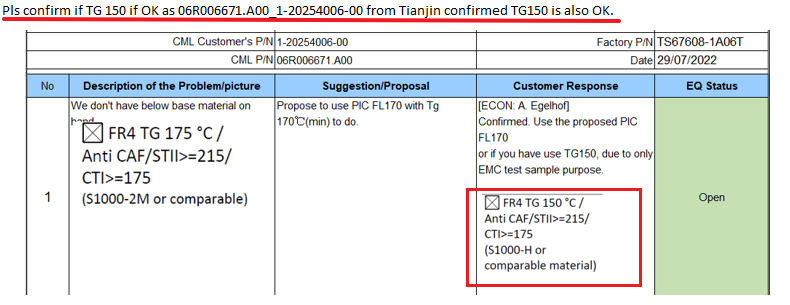 Pls confirm if TG 150 if OK as 06R006671.A00_1-20254006-00 from Tianjin confirmed TG150 is also OK.
CML Customer's P/N 1-20254006-00 Factory P/N TS67608-1A06T
CML P/N 06R006671.A00 Date 29/07/2022
No Description of the Problem/picture Suggestion/Proposal Customer Response EQ Status
1
We don't have below base material on
hand.
FR4 TG 175 °C /
Anti CAF/STII>=215/
CTI>=175
(S1000-2M or comparable)
Propose to use PIC FL170 with Tg
170℃(min) to do.
[ECON: A. Egelhof]
Confirmed. Use the proposed PIC
FL170
or if you have use TG150, due to only
EMC test sample purpose.
FR4 TG 150 °C /
Anti CAF/STII>=215/
CTI>=175
(S1000-H or
comparable material)
Open